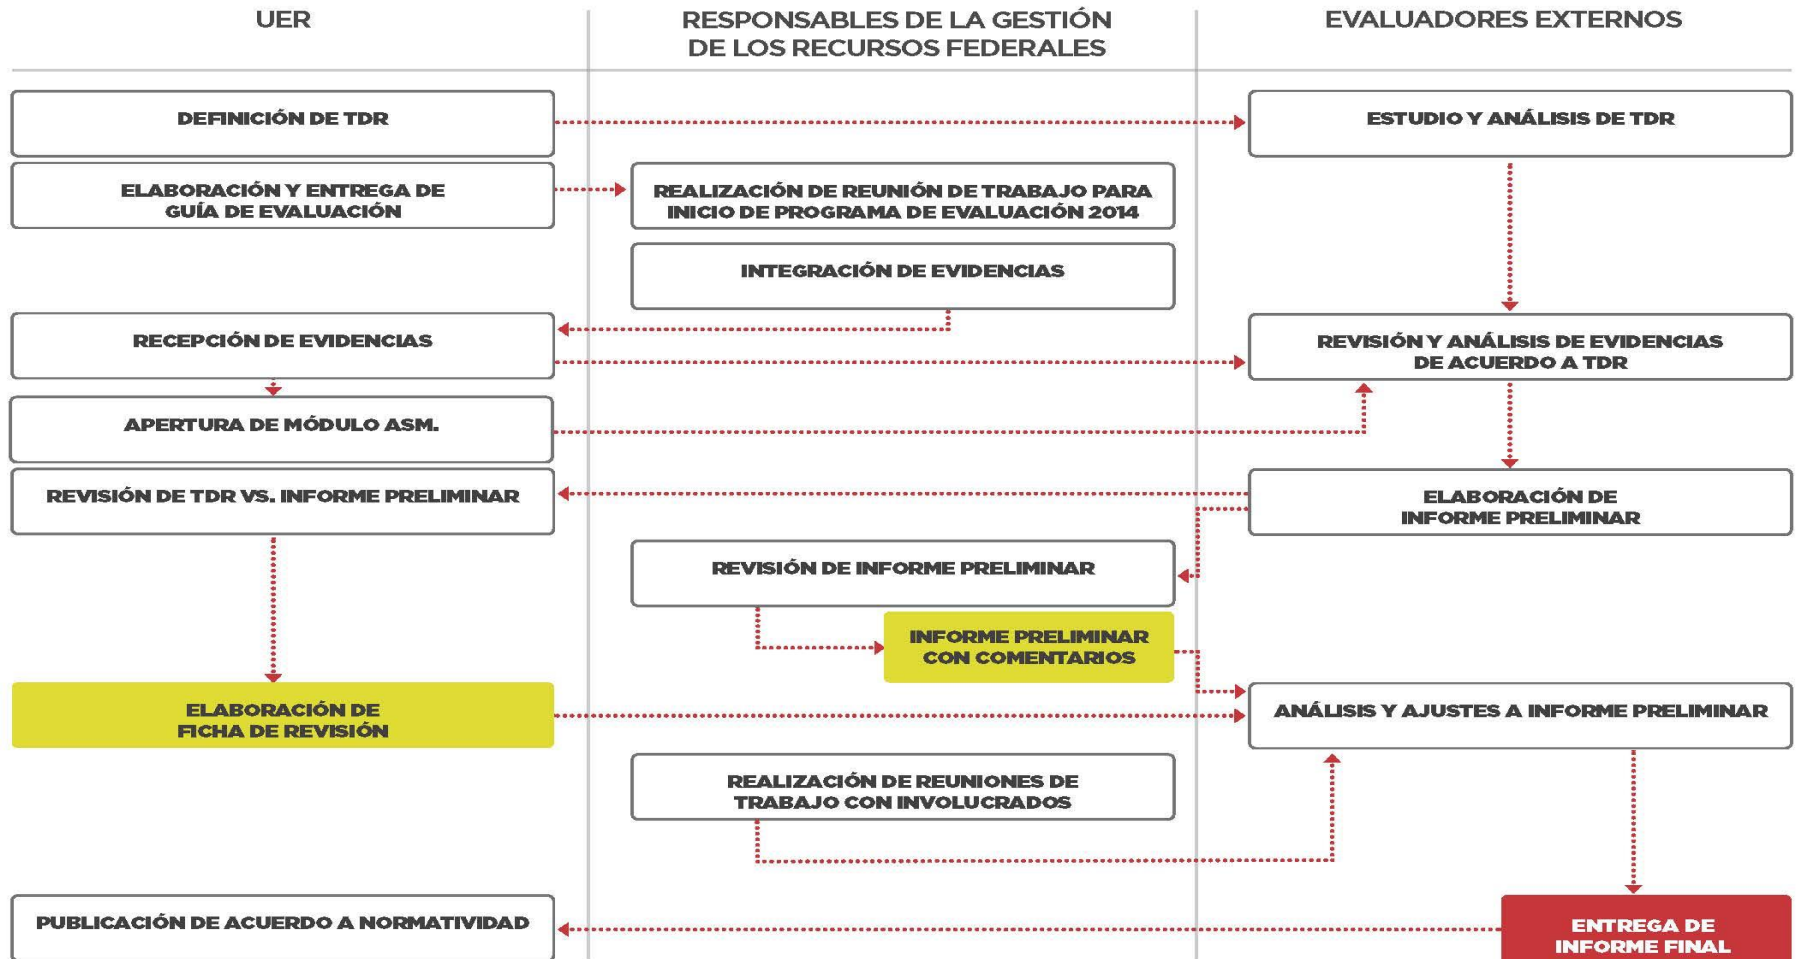 UER
RESPONSABLES DE LA GESTIÓN
DE LOS RECURSOS FEDERALES
EVALUADORES EXTERNOS
DEFINICIÓN DE TDR
ESTUDIO Y ANÁLISIS DE TDR
ELABORACIÓN Y ENTREGA DE
GUÍA DE EVALUACIÓN
REALIZACIÓN DE REUNIÓN DE TRABAJO PARA
INICIO DE PROGRAMA DE EVALUACIÓN 2014
INTEGRACIÓN DE EVIDENCIAS
RECEPCIÓN DE EVIDENCIAS
REVISIÓN Y ANÁLISIS DE EVIDENCIAS
DE ACUERDO A TDR
APERTURA DE MÓDULO ASM.
REVISIÓN DE TDR VS. INFORME PRELIMINAR
ELABORACIÓN DE
INFORME PRELIMINAR
REVISIÓN DE INFORME PRELIMINAR
INFORME PRELIMINAR
CON COMENTARIOS
ELABORACIÓN DE
FICHA DE REVISIÓN
ANÁLISIS Y AJUSTES A INFORME PRELIMINAR
REALIZACIÓN DE REUNIONES DE
TRABAJO CON INVOLUCRADOS
PUBLICACIÓN DE ACUERDO A NORMATIVIDAD
ENTREGA DE
INFORME FINAL